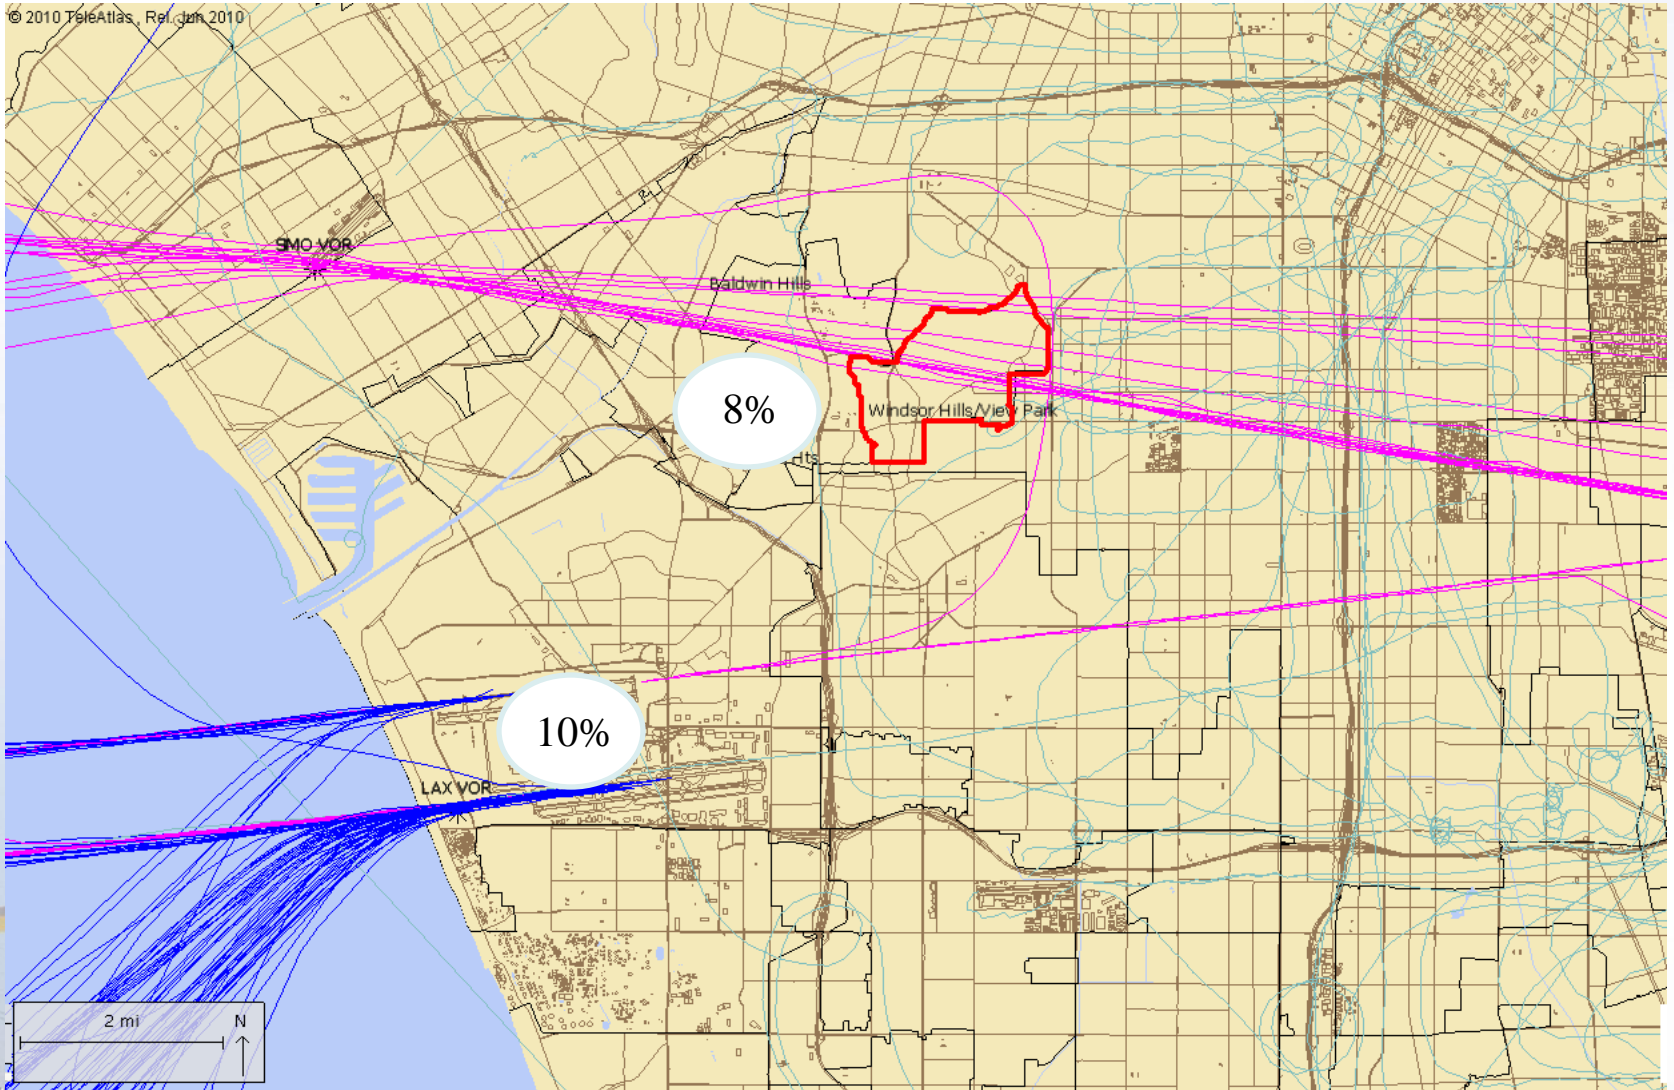 © 2010 TeleAtlas, Rel. Jun 2010
SMO VOR
Baldwin Hills
8%
Windsor Hills/View Park
Hts
10%
LAX VOR
2 mi
N